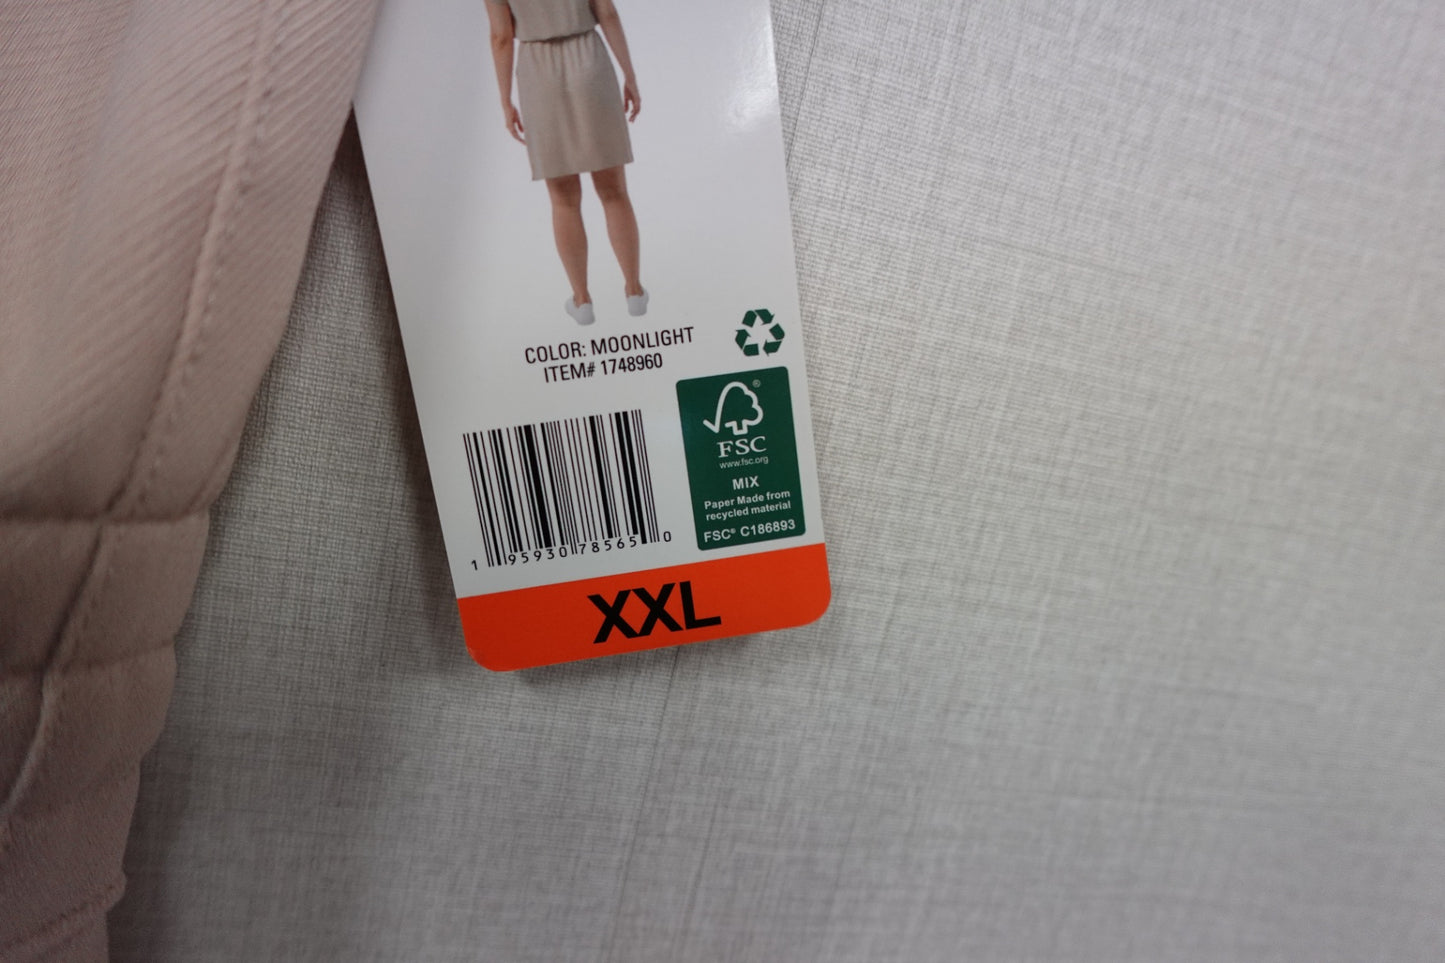 COLOR: MOONLIGHT
ITEM# 1748960
FSC®
www.fsc.org
MIX
Paper Made from
recycled material
FSC® C186893
1 95930 78565 0
XXL